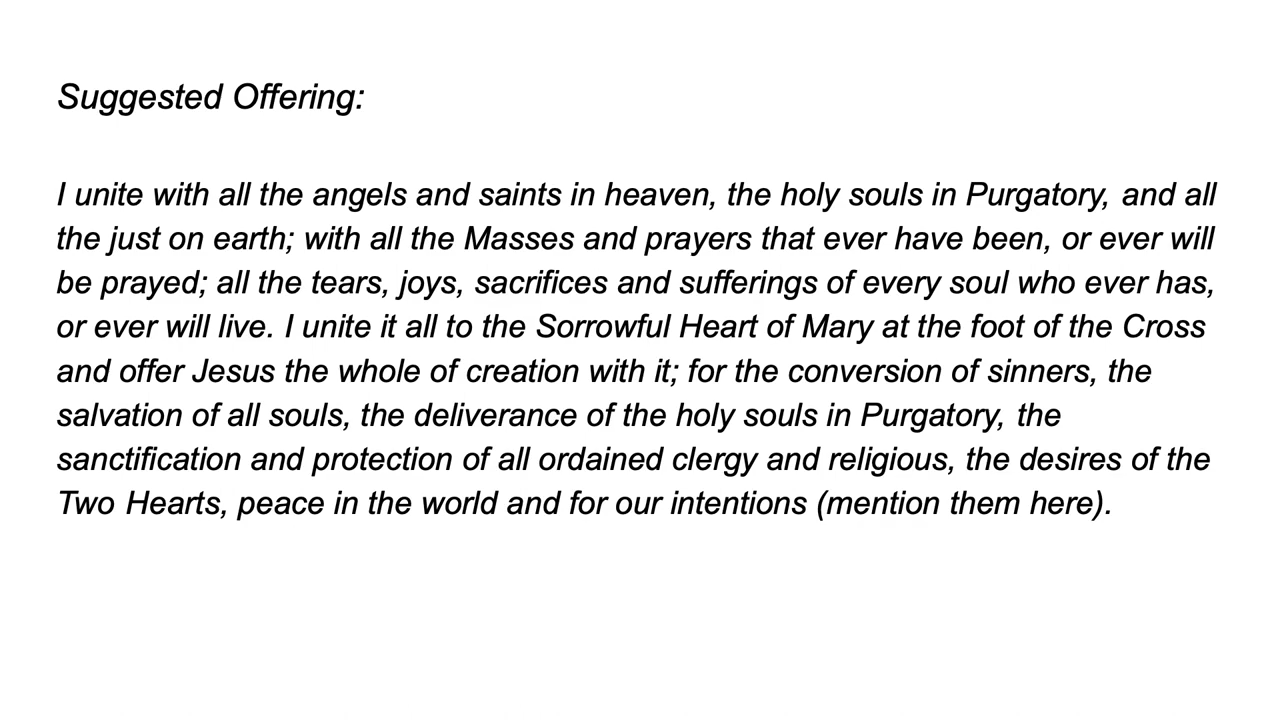 Suggested Offering:
I unite with all the angels and saints in heaven, the holy souls in Purgatory, and all
the just on earth; with all the Masses and prayers that ever have been, or ever will
be prayed; all the tears, joys, sacrifices and sufferings of every soul who ever has,
or ever will live. I unite it all to the Sorrowful Heart of Mary at the foot of the Cross
and offer Jesus the whole of creation with it; for the conversion of sinners, the
salvation of all souls, the deliverance of the holy souls in Purgatory, the
sanctification and protection of all ordained clergy and religious, the desires of the
Two Hearts, peace in the world and for our intentions (mention them here).